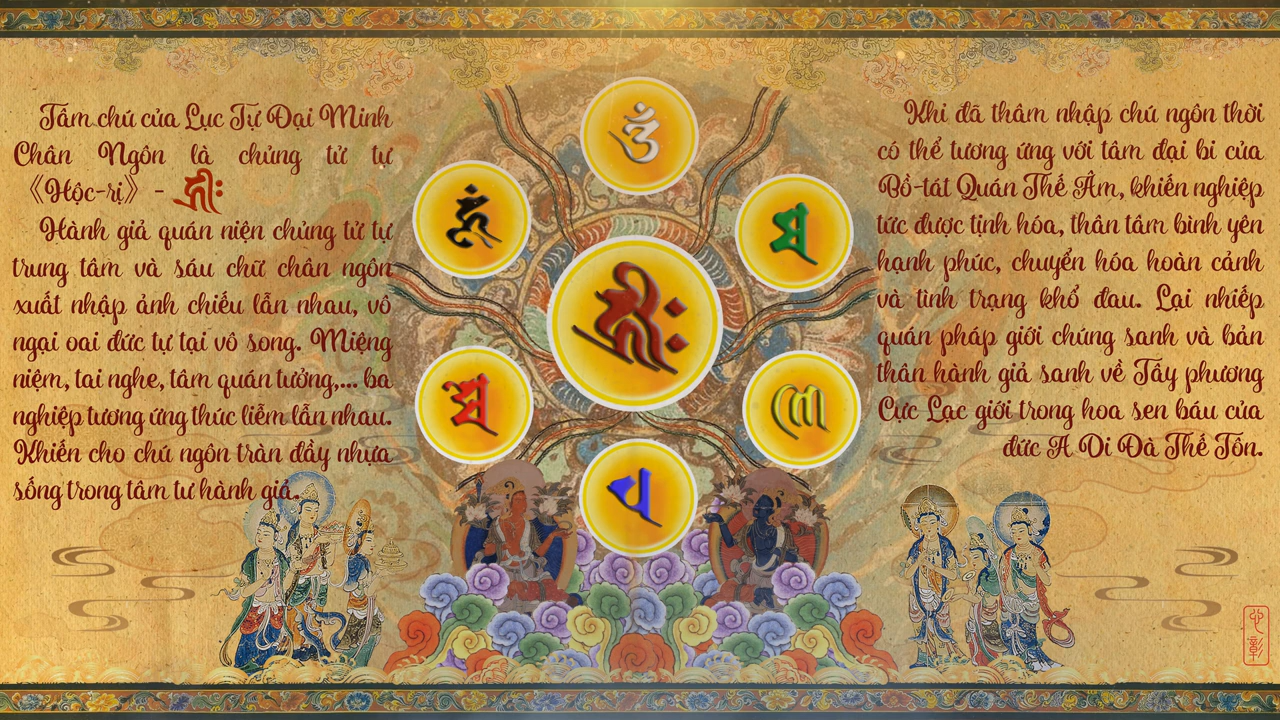 Tâm chú của Lục Tự Đại Minh
Chân Ngôn là chủng tử tự
《Hộc-rị》 - ह्रीः
Hành giả quán niệm chủng tử tự
trung tâm và sáu chữ chân ngôn
xuất nhập ảnh chiếu lẫn nhau, vô
ngại oai đức tự tại vô song. Miệng
niệm, tai nghe, tâm quán tưởng,... ba
nghiệp tương ứng thúc liễm lẫn nhau.
Khiến cho chú ngôn tràn đầy nhựa
sống trong tâm tư hành giả.
ॐ
म
णि
प
द्मे
हूं
ह्रीः
Khi đã thâm nhập chú ngôn thời
có thể tương ứng với tâm đại bi của
Bồ-tát Quán Thế Âm, khiến nghiệp
tức được tịnh hóa, thân tâm bình yên
hạnh phúc, chuyển hóa hoàn cảnh
và tình trạng khổ đau. Lại nhiếp
quán pháp giới chúng sanh và bản
thân hành giả sanh về Tây phương
Cực Lạc giới trong hoa sen báu của
đức A Di Đà Thế Tôn.